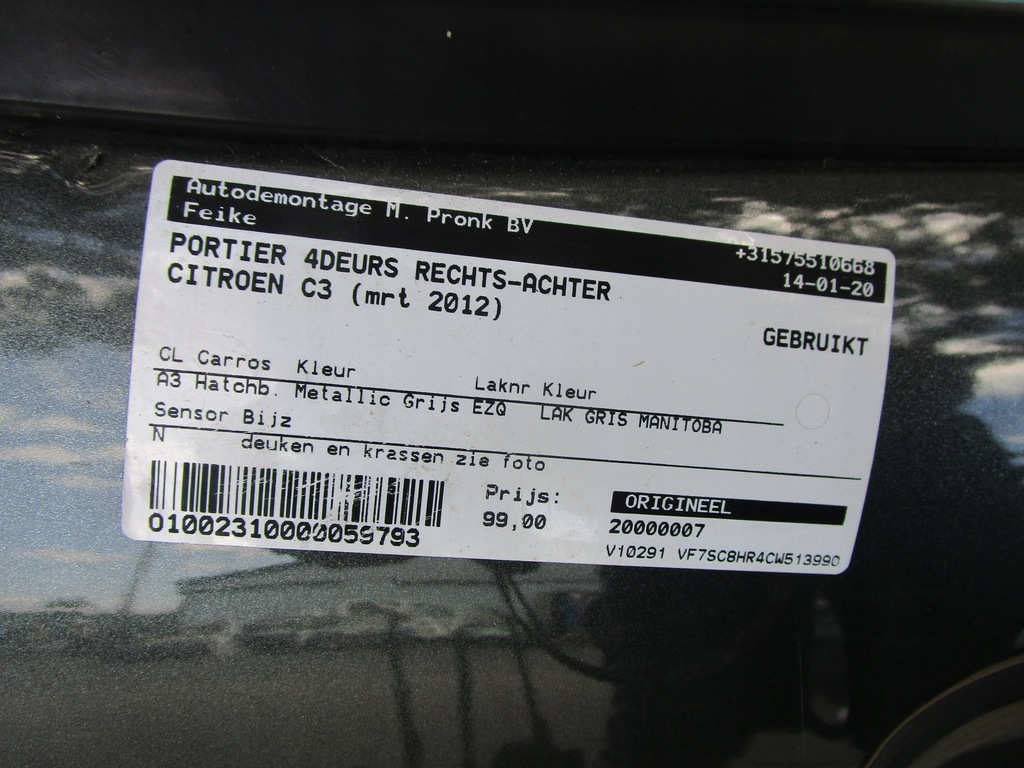 Autodemontage M. Pronk BV
Feike
+31575510668
14-01-20
PORTIER 4DEURS RECHTS-ACHTER
CITROEN C3 (mrt 2012)
GEBRUIKT
CL Carros Kleur Laknr Kleur
A3 Hatchb. Metallic Grijs EZQ LAK GRIS MANITOBA
Sensor Bijz
N deuken en krassen zie foto
Prijs:
99,00
ORIGINEEL
20000007
V10291 VF7SC8HR4CW513990